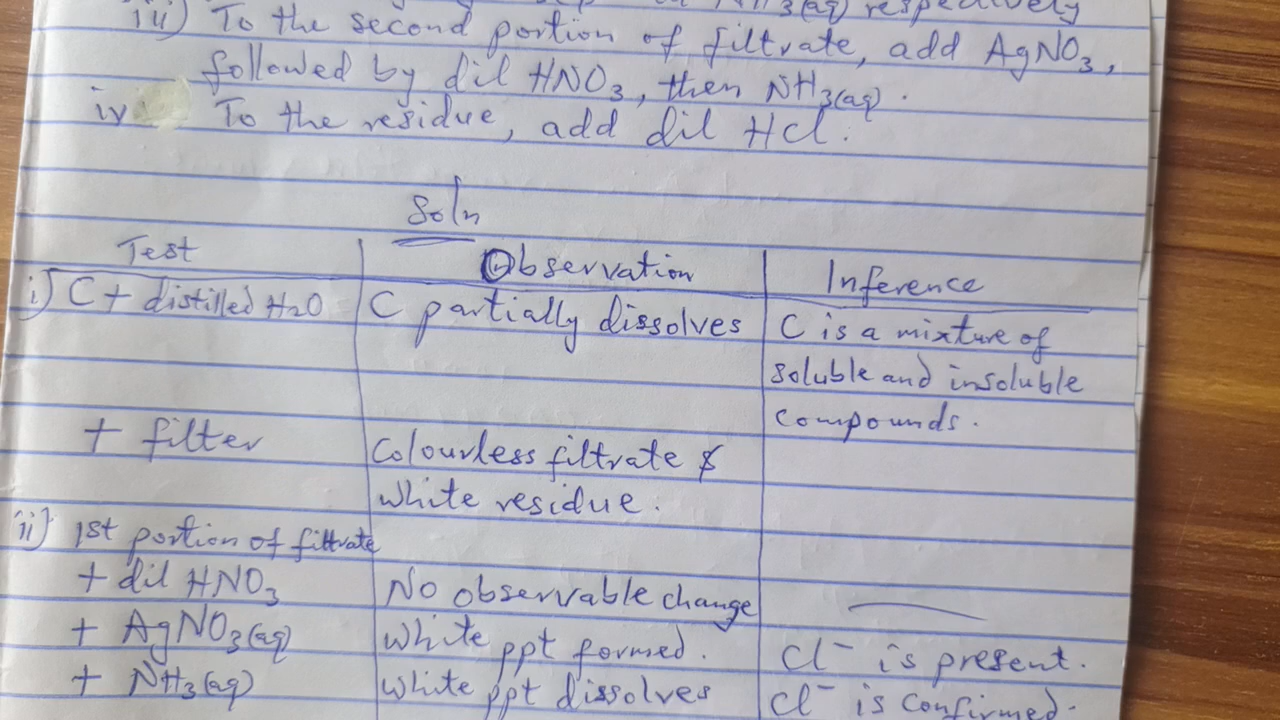 NH3(aq) respectively
iii) To the second portion of filtrate, add AgNO3,
followed by dil HNO3, then NH3(aq).
iv To the residue, add dil HCl.
Soln
Test Observation Inference
i) C + distilled H2O C partially dissolves C is a mixture of
soluble and insoluble
compounds.
+ filter Colourless filtrate &
white residue.
ii) 1st portion of filtrate
+ dil HNO3 No observable change
+ AgNO3(aq) White ppt formed. Cl⁻ is present.
+ NH3(aq) White ppt dissolves Cl⁻ is confirmed.